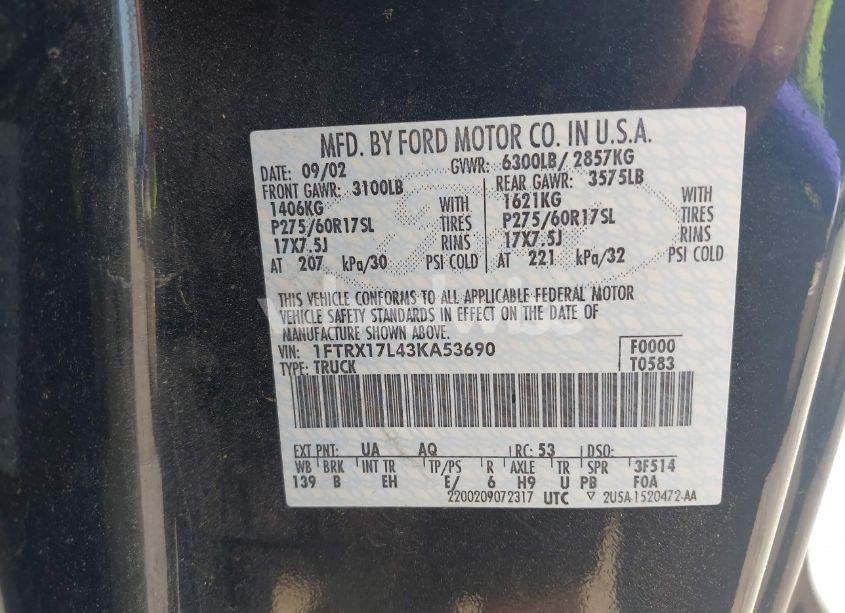 MFD. BY FORD MOTOR CO. IN U.S.A.
DATE: 09/02 GVWR: 6300LB/ 2857KG
FRONT GAWR: 3100LB REAR GAWR: 3575LB
1406KG WITH 1621KG WITH
P275/60R17SL TIRES P275/60R17SL TIRES
17X7.5J RIMS 17X7.5J RIMS
AT 207 kPa/30 PSI COLD AT 221 kPa/32 PSI COLD
THIS VEHICLE CONFORMS TO ALL APPLICABLE FEDERAL MOTOR
VEHICLE SAFETY STANDARDS IN EFFECT ON THE DATE OF
MANUFACTURE SHOWN ABOVE.
VIN: 1FTRX17L43KA53690 F0000
TYPE: TRUCK T0583
EXT PNT: UA AQ RC: 53 DSO:
WB BRK INT TR TP/PS R AXLE TR SPR 3F514
139 B EH E/ 6 H9 U PB FOA
2200209072317 UTC ▽ 2U5A-1520472-AA